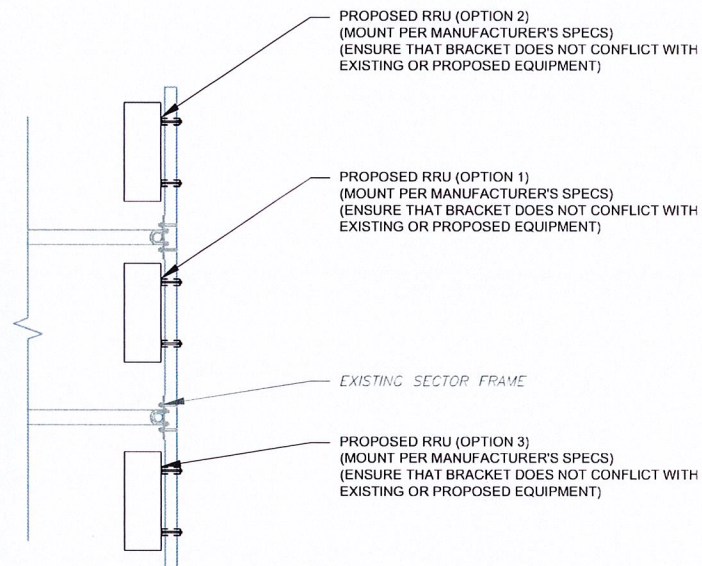 PROPOSED RRU (OPTION 2)
(MOUNT PER MANUFACTURER'S SPECS)
(ENSURE THAT BRACKET DOES NOT CONFLICT WITH
EXISTING OR PROPOSED EQUIPMENT)
PROPOSED RRU (OPTION 1)
(MOUNT PER MANUFACTURER'S SPECS)
(ENSURE THAT BRACKET DOES NOT CONFLICT WITH
EXISTING OR PROPOSED EQUIPMENT)
EXISTING SECTOR FRAME
PROPOSED RRU (OPTION 3)
(MOUNT PER MANUFACTURER'S SPECS)
(ENSURE THAT BRACKET DOES NOT CONFLICT WITH
EXISTING OR PROPOSED EQUIPMENT)